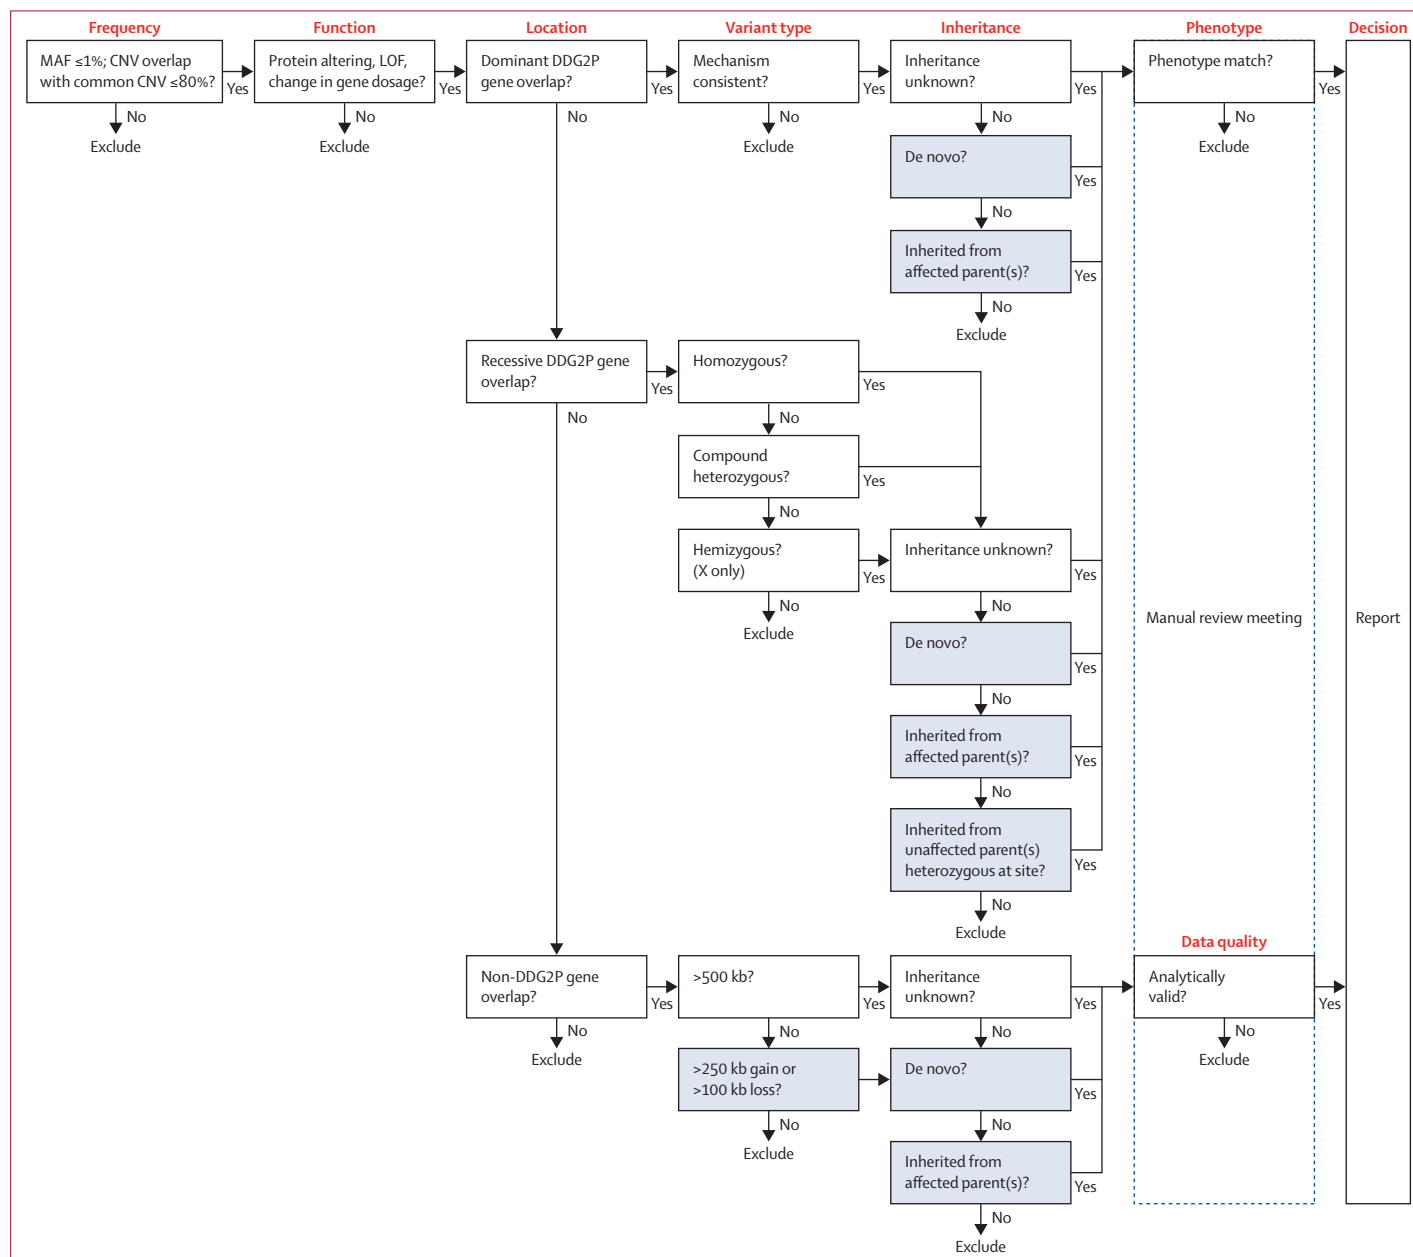 Frequency
Function
Location
Variant type
Inheritance
Phenotype
Decision
MAF ≤1%; CNV overlap
with common CNV ≤80%?
Yes
No
Exclude
Protein altering, LOF,
change in gene dosage?
Yes
No
Exclude
Dominant DDG2P
gene overlap?
Yes
No
Mechanism
consistent?
Yes
No
Exclude
Inheritance
unknown?
Yes
No
De novo?
Yes
No
Inherited from
affected parent(s)?
Yes
No
Exclude
Phenotype match?
Yes
No
Exclude
Recessive DDG2P gene
overlap?
Yes
No
Homozygous?
Yes
No
Compound
heterozygous?
Yes
No
Hemizygous?
(X only)
Yes
No
Exclude
Inheritance unknown?
Yes
No
De novo?
Yes
No
Inherited from
affected parent(s)?
Yes
No
Inherited from
unaffected parent(s)
heterozygous at site?
Yes
No
Exclude
Manual review meeting
Report
Non-DDG2P gene
overlap?
Yes
No
Exclude
>500 kb?
Yes
No
>250 kb gain or
>100 kb loss?
No
Exclude
Inheritance
unknown?
Yes
No
De novo?
Yes
No
Inherited from
affected parent(s)?
Yes
No
Exclude
Data quality
Analytically
valid?
Yes
No
Exclude